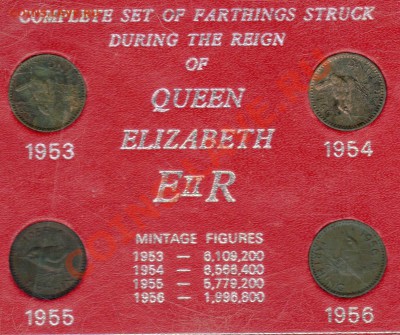 COMPLETE SET OF FARTHINGS STRUCK
DURING THE REIGN
OF
QUEEN
ELIZABETH
EIIR
1953
1954
MINTAGE FIGURES
1953 — 6,109,200
1954 — 6,566,400
1955 — 5,779,200
1956 — 1,996,800
1955
1956